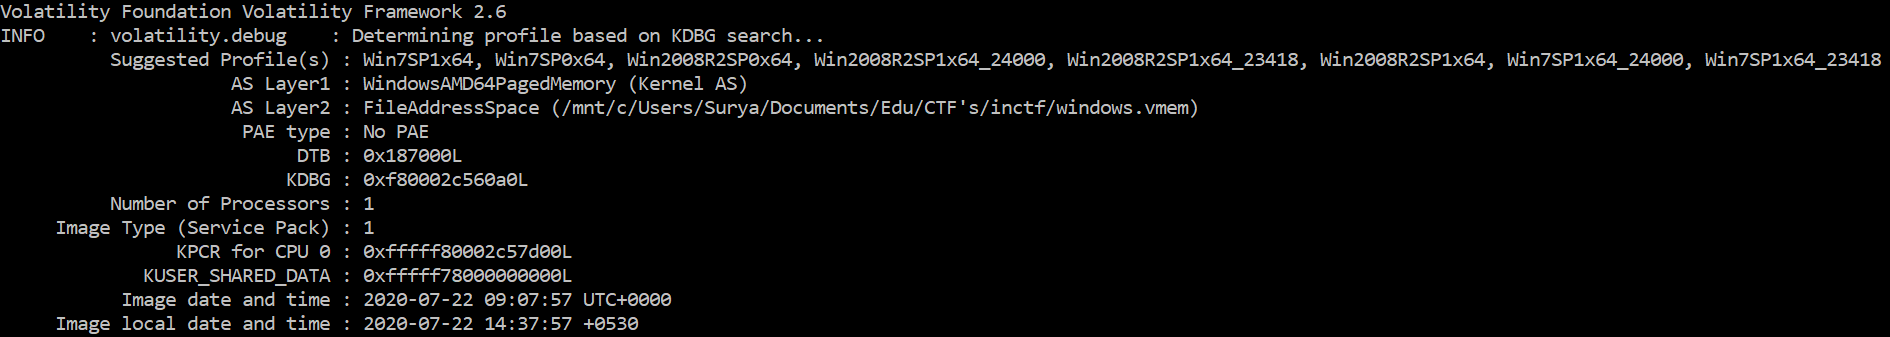 Volatility Foundation Volatility Framework 2.6
INFO    : volatility.debug    : Determining profile based on KDBG search...
          Suggested Profile(s) : Win7SP1x64, Win7SP0x64, Win2008R2SP0x64, Win2008R2SP1x64_24000, Win2008R2SP1x64_23418, Win2008R2SP1x64, Win7SP1x64_24000, Win7SP1x64_23418
                     AS Layer1 : WindowsAMD64PagedMemory (Kernel AS)
                     AS Layer2 : FileAddressSpace (/mnt/c/Users/Surya/Documents/Edu/CTF's/inctf/windows.vmem)
                      PAE type : No PAE
                           DTB : 0x187000L
                          KDBG : 0xf80002c560a0L
          Number of Processors : 1
     Image Type (Service Pack) : 1
                KPCR for CPU 0 : 0xfffff80002c57d00L
             KUSER_SHARED_DATA : 0xfffff78000000000L
           Image date and time : 2020-07-22 09:07:57 UTC+0000
     Image local date and time : 2020-07-22 14:37:57 +0530